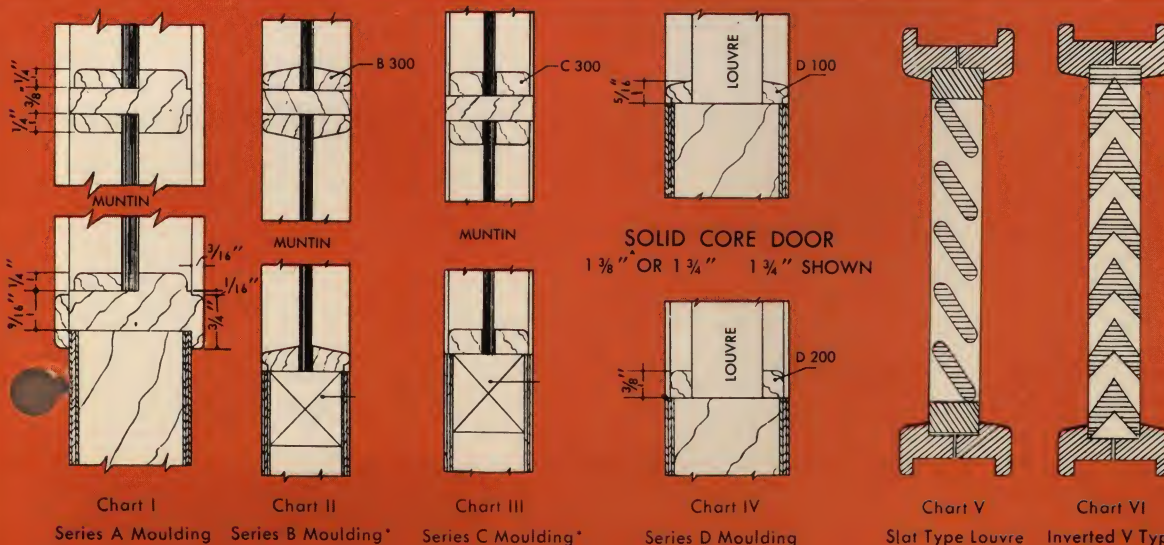 1/4"
3/8"
1/4"
MUNTIN
3/16"
1/4"
1/16"
9/16"
3/4"
Chart I
Series A Moulding
B 300
MUNTIN
Chart II
Series B Moulding*
C 300
MUNTIN
Chart III
Series C Moulding*
LOUVRE
5/16"
D 100
SOLID CORE DOOR
1 3/8" OR 1 3/4" 1 3/4" SHOWN
LOUVRE
3/8"
D 200
Chart IV
Series D Moulding
Chart V
Slat Type Louvre
Chart VI
Inverted V Typ